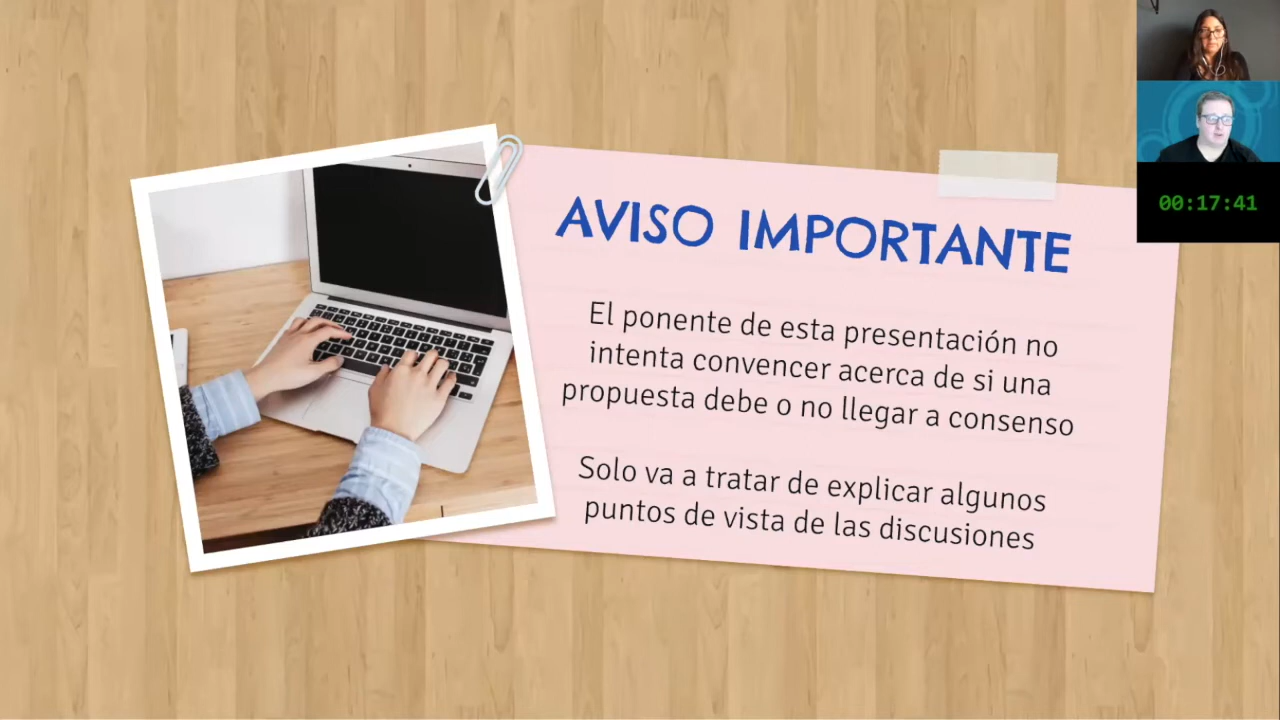 AVISO IMPORTANTE
El ponente de esta presentación no
intenta convencer acerca de si una
propuesta debe o no llegar a consenso
Solo va a tratar de explicar algunos
puntos de vista de las discusiones
00:17:41